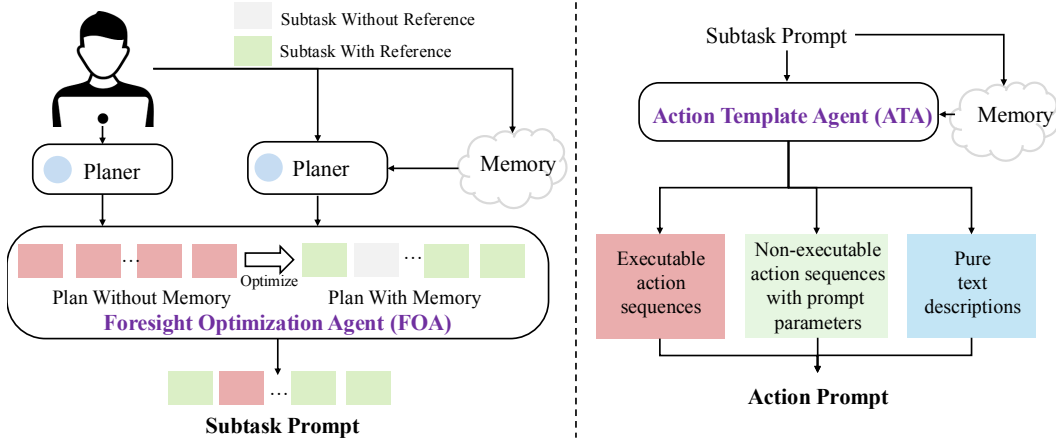 Subtask Without Reference
Subtask With Reference
Planer
Planer
Memory
...
...
Optimize
Plan Without Memory
Plan With Memory
Foresight Optimization Agent (FOA)
...
Subtask Prompt
Subtask Prompt
Action Template Agent (ATA)
Memory
Executable
action
sequences
Non-executable
action sequences
with prompt
parameters
Pure
text
descriptions
Action Prompt